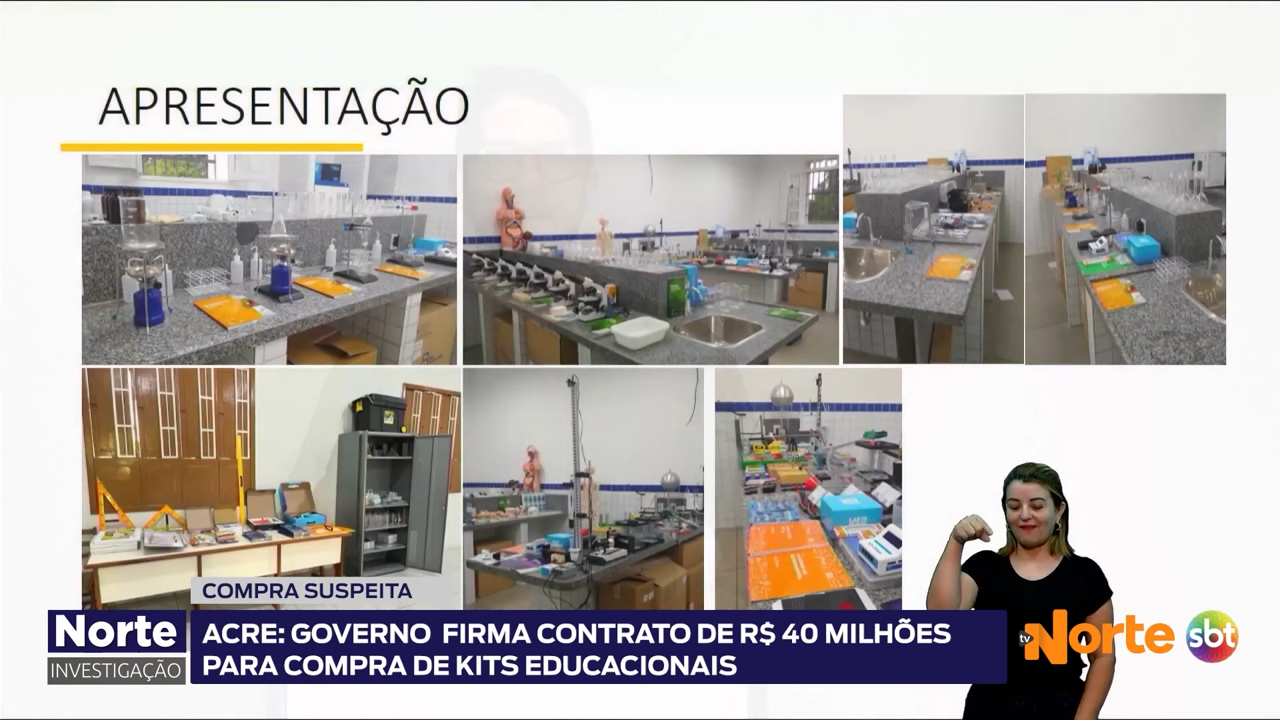 APRESENTAÇÃO
COMPRA SUSPEITA
Norte
INVESTIGAÇÃO
ACRE: GOVERNO FIRMA CONTRATO DE R$ 40 MILHÕES
PARA COMPRA DE KITS EDUCACIONAIS
tv Norte sbt